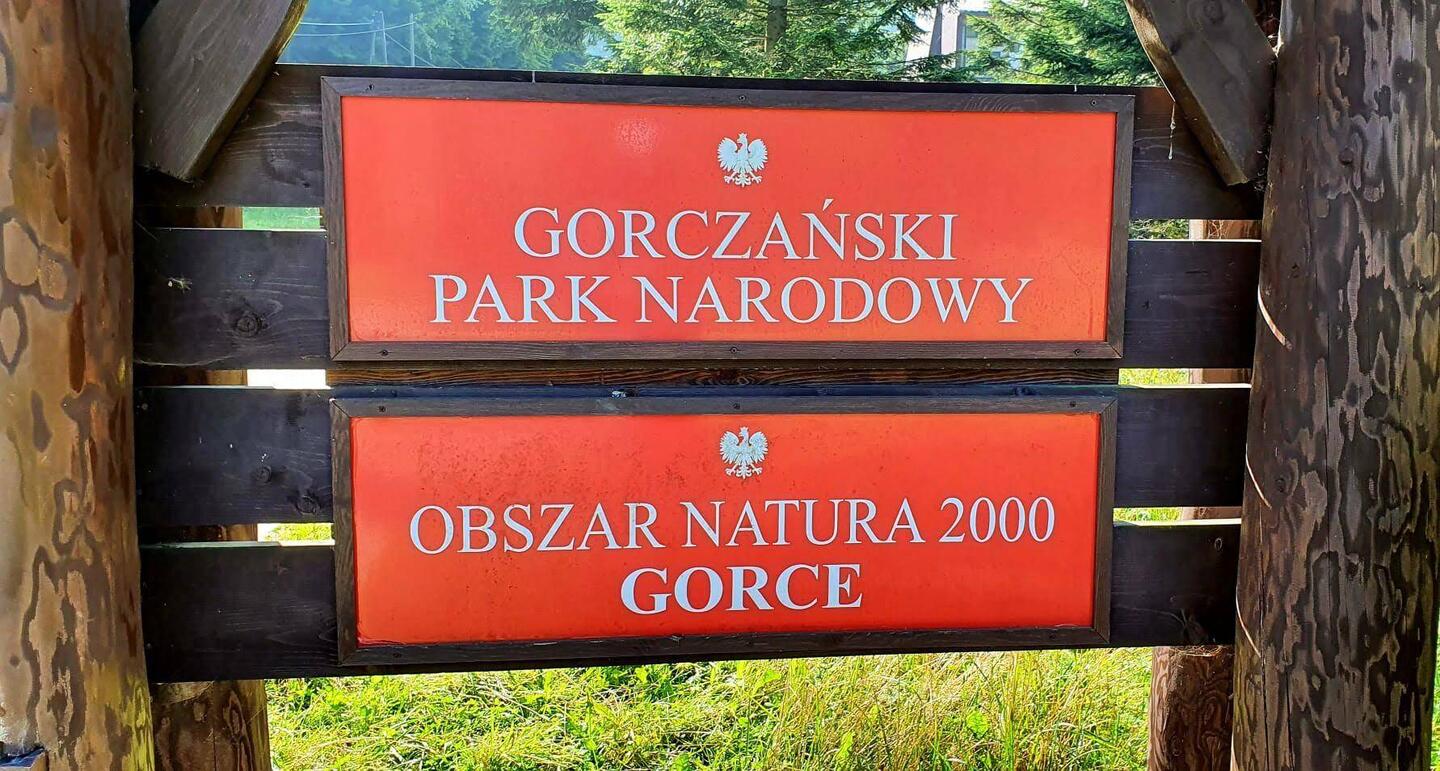 GORCZAŃSKI
PARK NARODOWY
OBSZAR NATURA 2000
GORCE